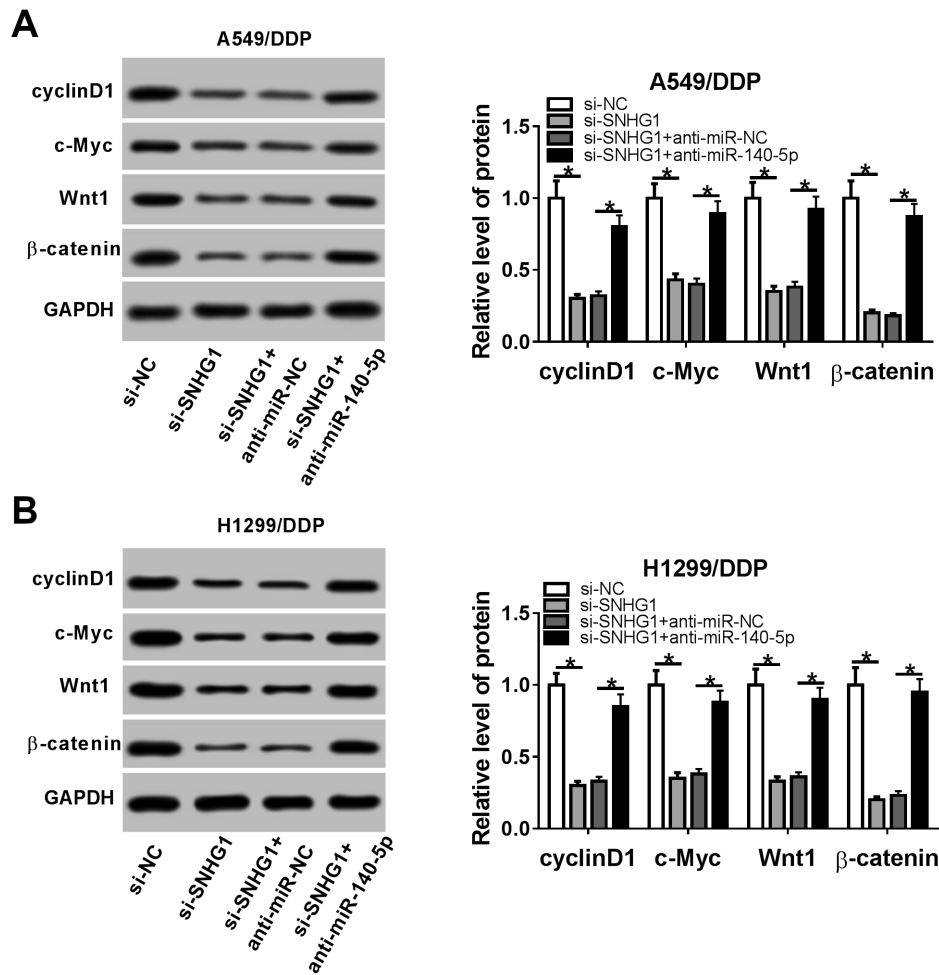 A
A549/DDP
cyclinD1
c-Myc
Wnt1
β-catenin
GAPDH
si-NC
si-SNHG1
si-SNHG1+
anti-miR-NC
si-SNHG1+
anti-miR-140-5p
A549/DDP
si-NC
si-SNHG1
si-SNHG1+anti-miR-NC
si-SNHG1+anti-miR-140-5p
Relative level of protein
1.5
1.0
0.5
0.0
* * * * * * * *
cyclinD1 c-Myc Wnt1 β-catenin
B
H1299/DDP
cyclinD1
c-Myc
Wnt1
β-catenin
GAPDH
si-NC
si-SNHG1
si-SNHG1+
anti-miR-NC
si-SNHG1+
anti-miR-140-5p
H1299/DDP
si-NC
si-SNHG1
si-SNHG1+anti-miR-NC
si-SNHG1+anti-miR-140-5p
Relative level of protein
1.5
1.0
0.5
0.0
* * * * * * * *
cyclinD1 c-Myc Wnt1 β-catenin